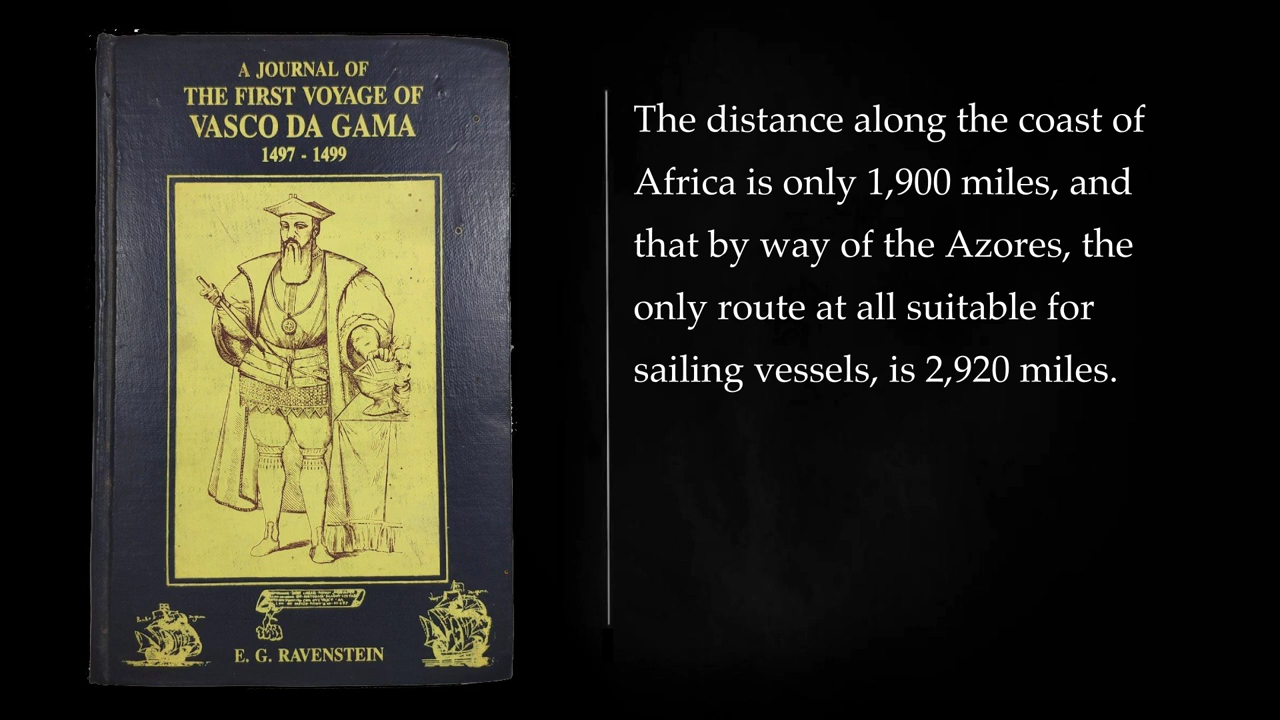 A JOURNAL OF
THE FIRST VOYAGE OF
VASCO DA GAMA
1497 - 1499
E. G. RAVENSTEIN
The distance along the coast of
Africa is only 1,900 miles, and
that by way of the Azores, the
only route at all suitable for
sailing vessels, is 2,920 miles.